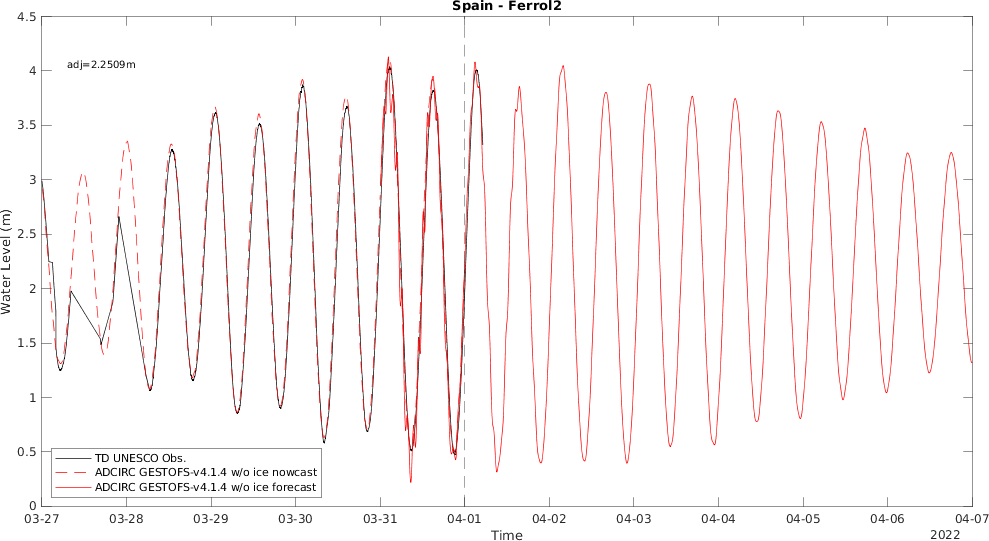 Spain - Ferrol2
4.5
4
3.5
3
2.5
2
1.5
1
0.5
0
Water Level (m)
adj=2.2509m
TD UNESCO Obs.
ADCIRC GESTOFS-v4.1.4 w/o ice nowcast
ADCIRC GESTOFS-v4.1.4 w/o ice forecast
03-27 03-28 03-29 03-30 03-31 04-01 04-02 04-03 04-04 04-05 04-06 04-07
Time
2022